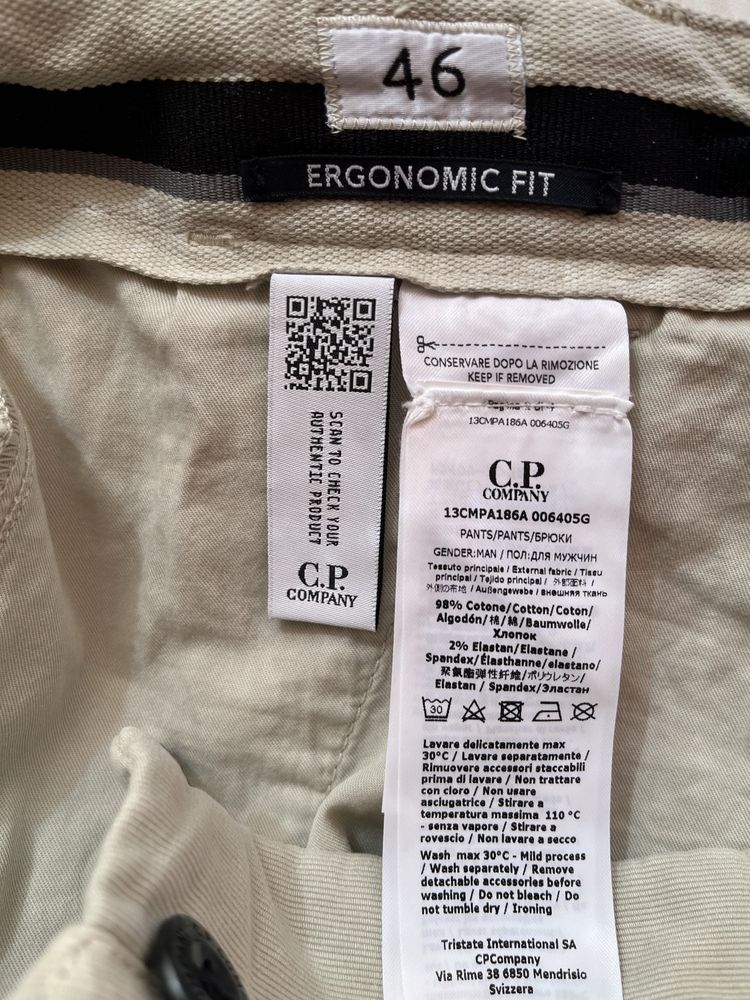 46
ERGONOMIC FIT
SCAN TO CHECK YOUR
AUTHENTIC PRODUCT
C.P.
COMPANY
CONSERVARE DOPO LA RIMOZIONE
KEEP IF REMOVED
13CMPA186A 006405G
C.P.
COMPANY
13CMPA186A 006405G
PANTS/PANTS/БРЮКИ
GENDER:MAN / ПОЛ:ДЛЯ МУЖЧИН
Tessuto principale / External fabric / Tissu
principal / Tejido principal / 外部面料 /
外側の布地 / Außengewebe / внешняя ткань
98% Cotone/Cotton/Coton/
Algodón/棉/綿/Baumwolle/
Хлопок
2% Elastan/Elastane /
Spandex/Élasthanne/elastano/
聚氨酯弹性纤维/ポリウレタン/
Elastan / Spandex/Эластан
30
Lavare delicatamente max
30°C / Lavare separatamente /
Rimuovere accessori staccabili
prima di lavare / Non trattare
con cloro / Non usare
asciugatrice / Stirare a
temperatura massima 110 °C
- senza vapore / Stirare a
rovescio / Non lavare a secco
Wash max 30°C - Mild process
/ Wash separately / Remove
detachable accessories before
washing / Do not bleach / Do
not tumble dry / Ironing
Tristate International SA
CPCompany
Via Rime 38 6850 Mendrisio
Svizzera